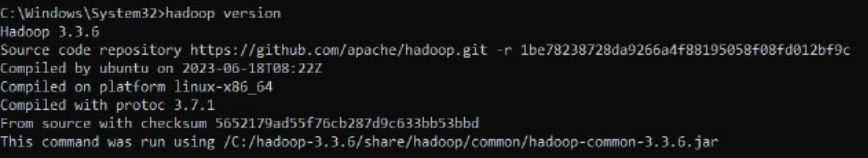 C:\Windows\System32>hadoop version
Hadoop 3.3.6
Source code repository https://github.com/apache/hadoop.git -r 1be78238728da9266a4f88195058f08fd012bf9c
Compiled by ubuntu on 2023-06-18T08:22Z
Compiled on platform linux-x86_64
Compiled with protoc 3.7.1
From source with checksum 5652179ad55f76cb287d9c633bb53bbd
This command was run using /C:/hadoop-3.3.6/share/hadoop/common/hadoop-common-3.3.6.jar